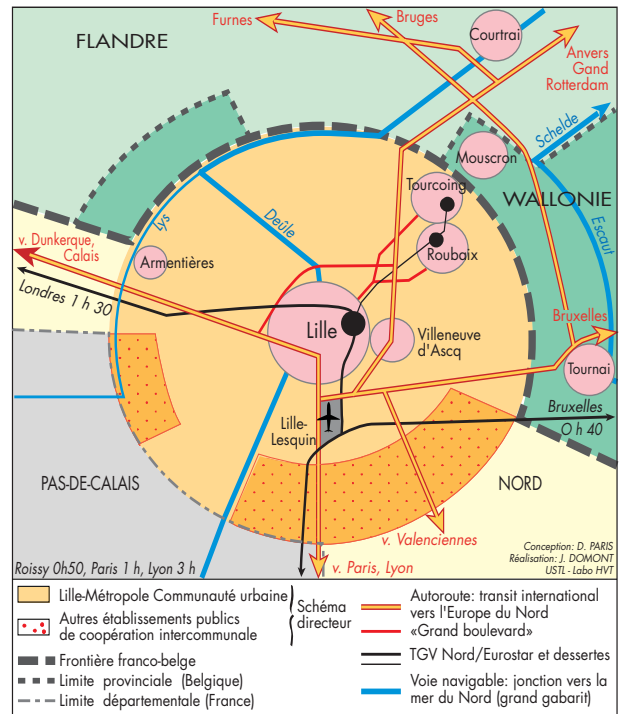 Furnes
Bruges
FLANDRE
Courtrai
Anvers
Gand
Rotterdam
Schelde
Mouscron
WALLONIE
Tourcoing
Lys
Deûle
Escaut
v. Dunkerque,
Calais
Armentières
Roubaix
Londres 1 h 30
Lille
Villeneuve
d'Ascq
Bruxelles
Tournai
Lille-
Lesquin
Bruxelles
0 h 40
PAS-DE-CALAIS
NORD
v. Valenciennes
Conception: D. PARIS
Réalisation: J. DOMONT
USTL - Labo HVT
Roissy 0h50, Paris 1 h, Lyon 3 h
v. Paris, Lyon
Lille-Métropole Communauté urbaine
Autres établissements publics
de coopération intercommunale
Schéma
directeur
Frontière franco-belge
Limite provinciale (Belgique)
Limite départementale (France)
Autoroute: transit international
vers l'Europe du Nord
«Grand boulevard»
TGV Nord/Eurostar et dessertes
Voie navigable: jonction vers la
mer du Nord (grand gabarit)